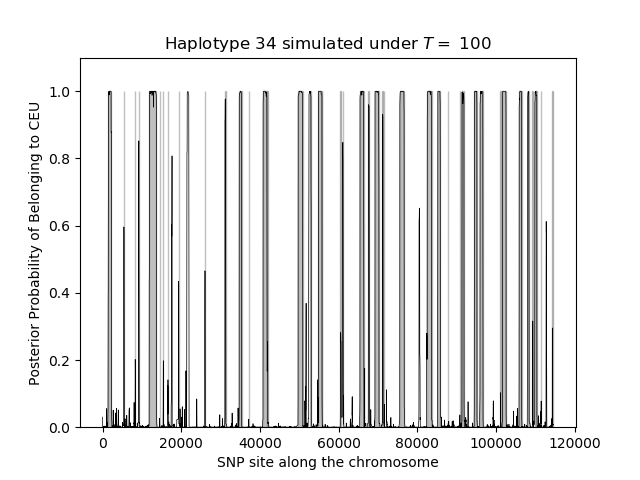 Haplotype 34 simulated under T = 100
Posterior Probability of Belonging to CEU
1.0
0.8
0.6
0.4
0.2
0.0
0 20000 40000 60000 80000 100000 120000
SNP site along the chromosome